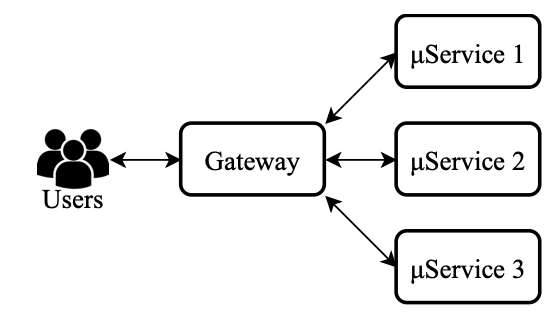 μService 1
Gateway
μService 2
Users
μService 3